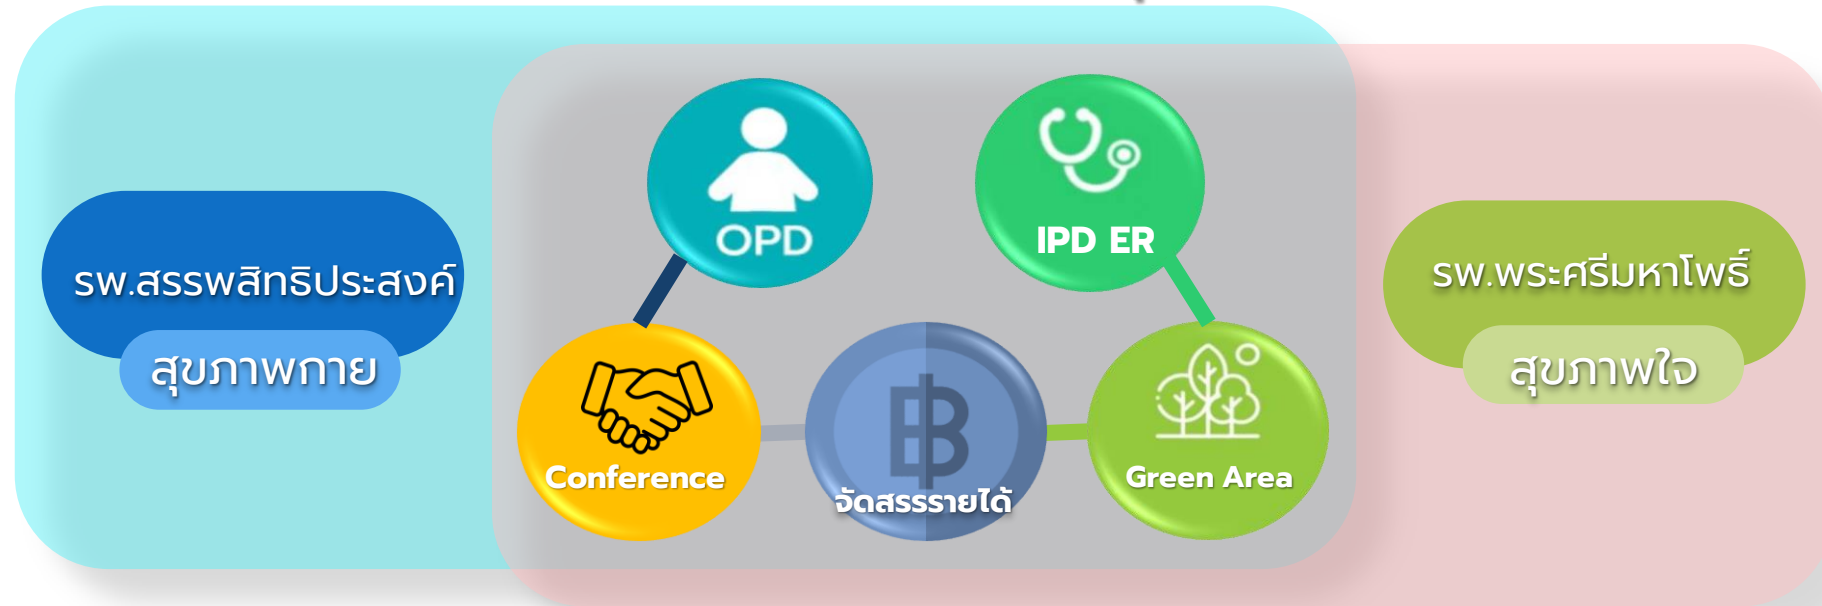 รพ.สรรพสิทธิประสงค์
สุขภาพกาย
OPD
IPD ER
Conference
จัดสรรรายได้
Green Area
รพ.พระศรีมหาโพธิ์
สุขภาพใจ